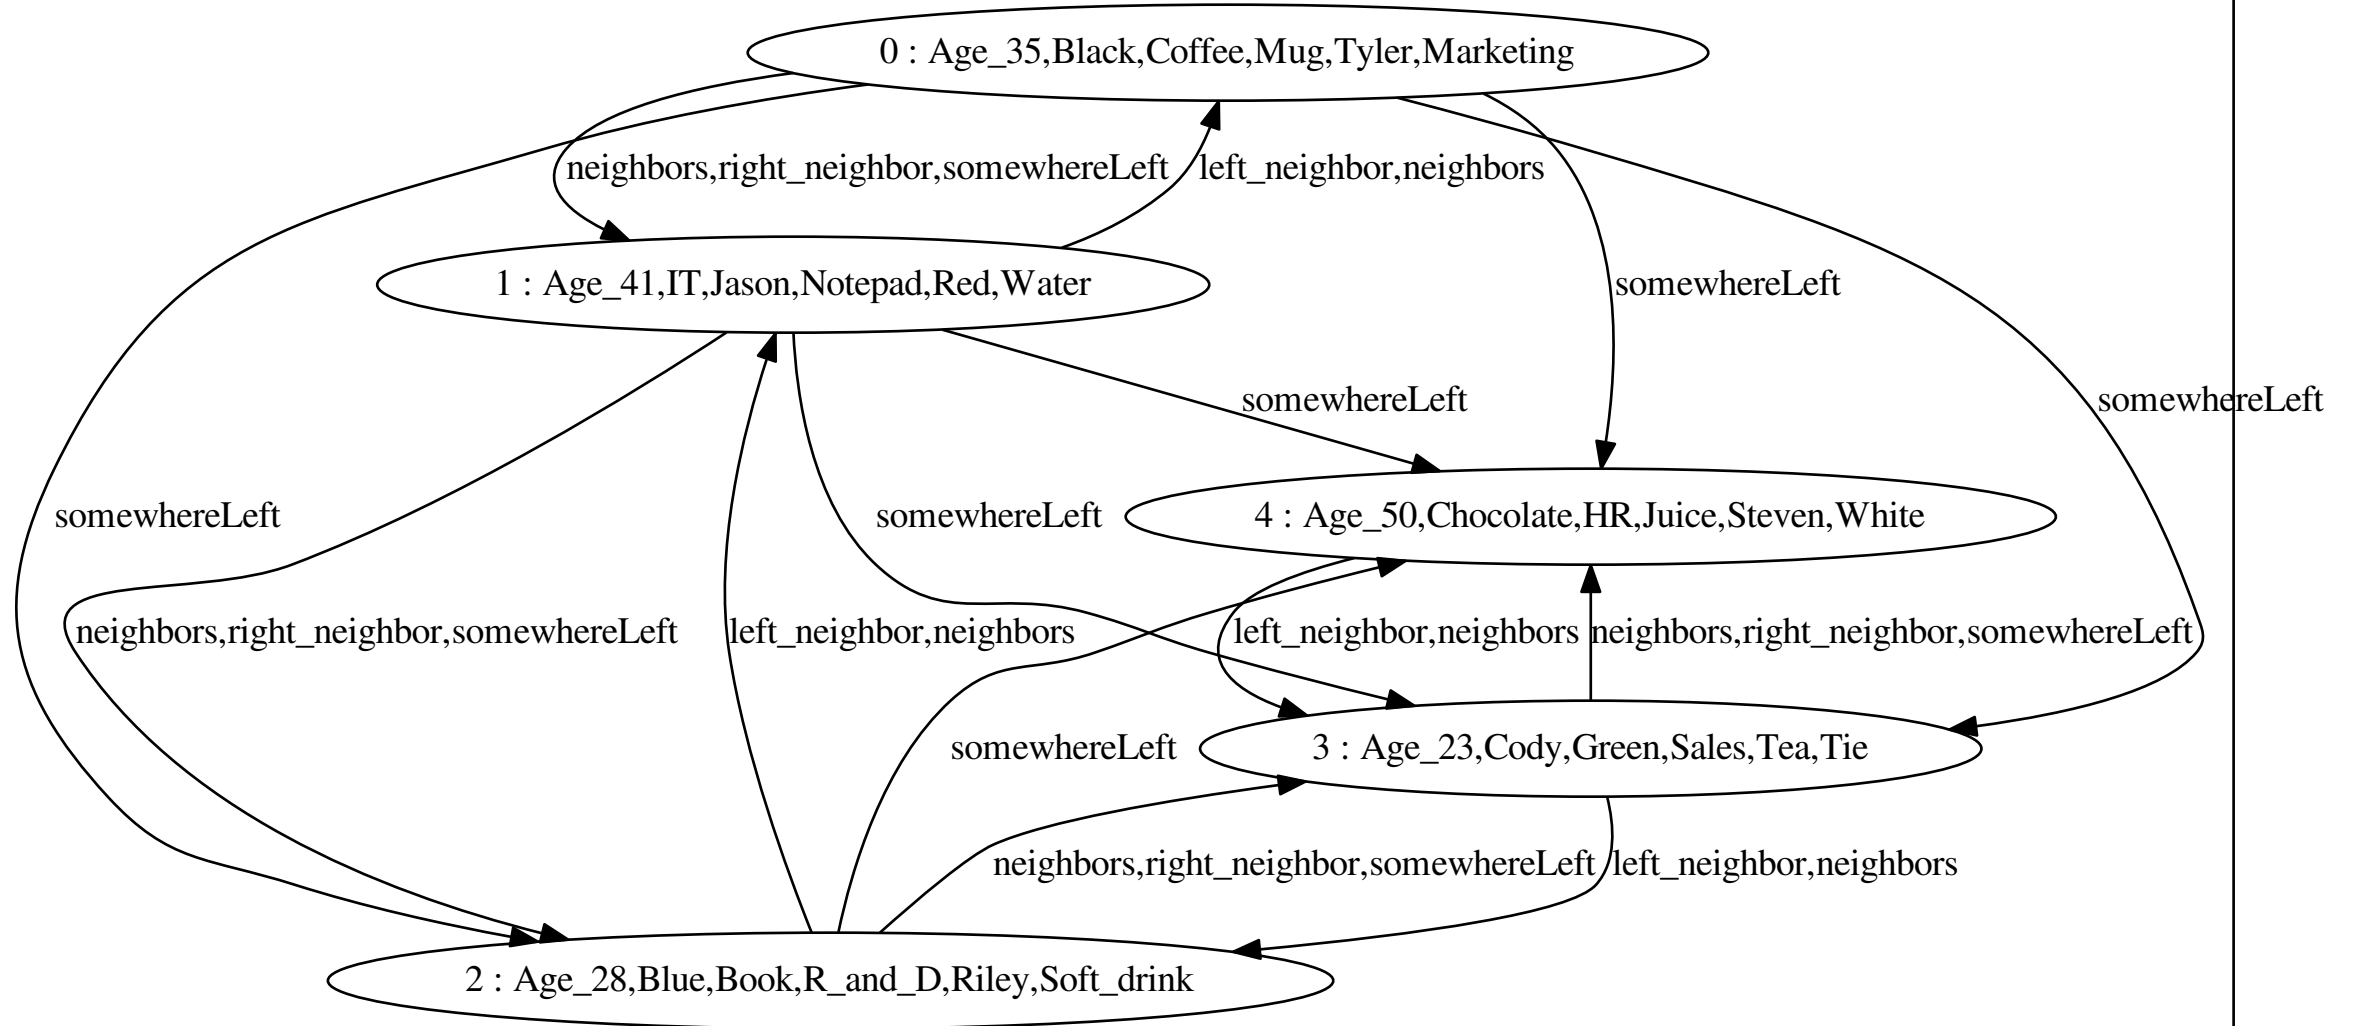 0 : Age_35,Black,Coffee,Mug,Tyler,Marketing
neighbors,right_neighbor,somewhereLeft
left_neighbor,neighbors
1 : Age_41,IT,Jason,Notepad,Red,Water
somewhereLeft
somewhereLeft
somewhereLeft
somewhereLeft
somewhereLeft
4 : Age_50,Chocolate,HR,Juice,Steven,White
neighbors,right_neighbor,somewhereLeft
left_neighbor,neighbors
left_neighbor,neighbors
neighbors,right_neighbor,somewhereLeft
somewhereLeft
3 : Age_23,Cody,Green,Sales,Tea,Tie
neighbors,right_neighbor,somewhereLeft
left_neighbor,neighbors
2 : Age_28,Blue,Book,R_and_D,Riley,Soft_drink